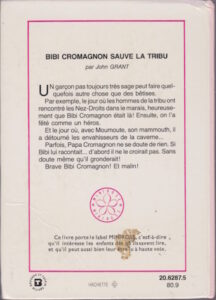 BIBI CROMAGNON SAUVE LA TRIBU
par John GRANT
UN garçon pas toujours très sage peut faire quel-
quefois autre chose que des bêtises.
Par exemple, le jour où les hommes de la tribu ont
rencontré les Nez-Droits dans le marais, heureuse-
ment que Bibi Cromagnon était là! Ensuite, on l'a
fêté comme un héros.
Et le jour où, avec Moumoute, son mammouth, il
a détourné les envahisseurs de la caverne...
Parfois, Papa Cromagnon ne se doute de rien. Si
Bibi lui racontait... d'abord il ne le croirait pas. Sans
doute même qu'il gronderait!
Brave Bibi Cromagnon! Et malin!
Ce livre porte le label MINIROSE, c'est-à-dire
qu'il intéresse les enfants dès qu'ils savent lire,
et qu'il peut aussi bien leur être lu à haute voix.
HACHETTE
20.6287.5
80.9